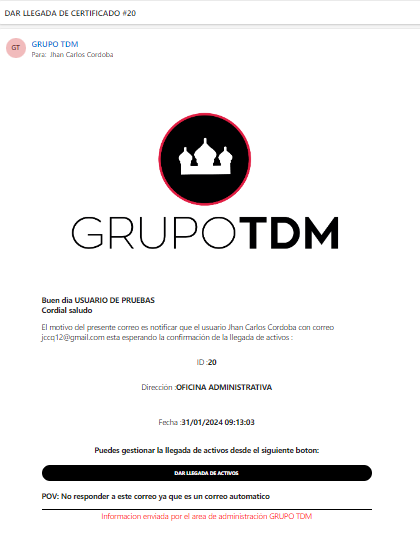 DAR LLEGADA DE CERTIFICADO #20
GT
GRUPO TDM
Para: Jhan Carlos Cordoba
GRUPOTDM
Buen dia USUARIO DE PRUEBAS
Cordial saludo
El motivo del presente correo es notificar que el usuario Jhan Carlos Cordoba con correo
jccq12@gmail.com esta esperando la confirmación de la llegada de activos :
ID :20
Dirección :OFICINA ADMINISTRATIVA
Fecha :31/01/2024 09:13:03
Puedes gestionar la llegada de activos desde el siguiente boton:
DAR LLEGADA DE ACTIVOS
POV: No responder a este correo ya que es un correo automatico
Informacion enviada por el area de administracion GRUPO TDM